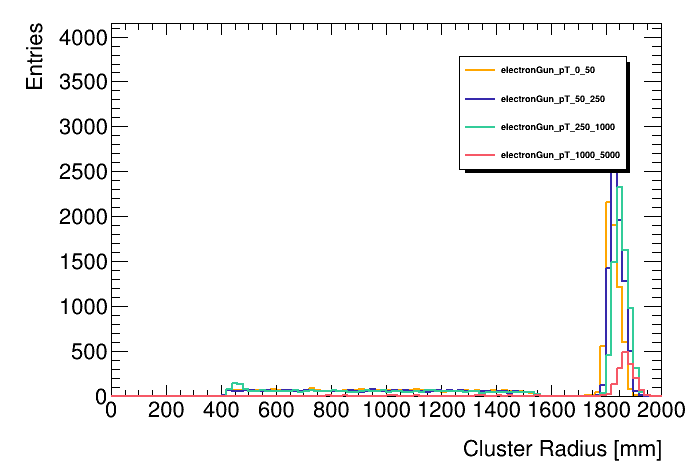 Entries
4000
3500
3000
2500
2000
1500
1000
500
0
electronGun_pT_0_50
electronGun_pT_50_250
electronGun_pT_250_1000
electronGun_pT_1000_5000
0 200 400 600 800 1000 1200 1400 1600 1800 2000
Cluster Radius [mm]